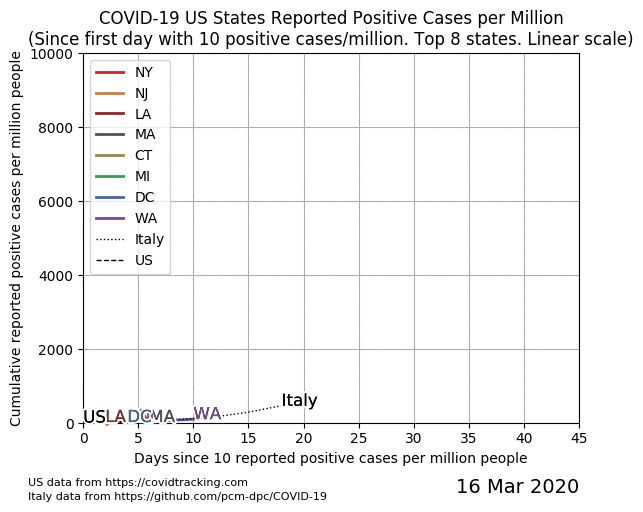 COVID-19 US States Reported Positive Cases per Million
(Since first day with 10 positive cases/million. Top 8 states. Linear scale)
Cumulative reported positive cases per million people
10000
8000
6000
4000
2000
0
NY
NJ
LA
MA
CT
MI
DC
WA
Italy
US
US LA DC MA WA Italy
0 5 10 15 20 25 30 35 40 45
Days since 10 reported positive cases per million people
US data from https://covidtracking.com
Italy data from https://github.com/pcm-dpc/COVID-19
16 Mar 2020